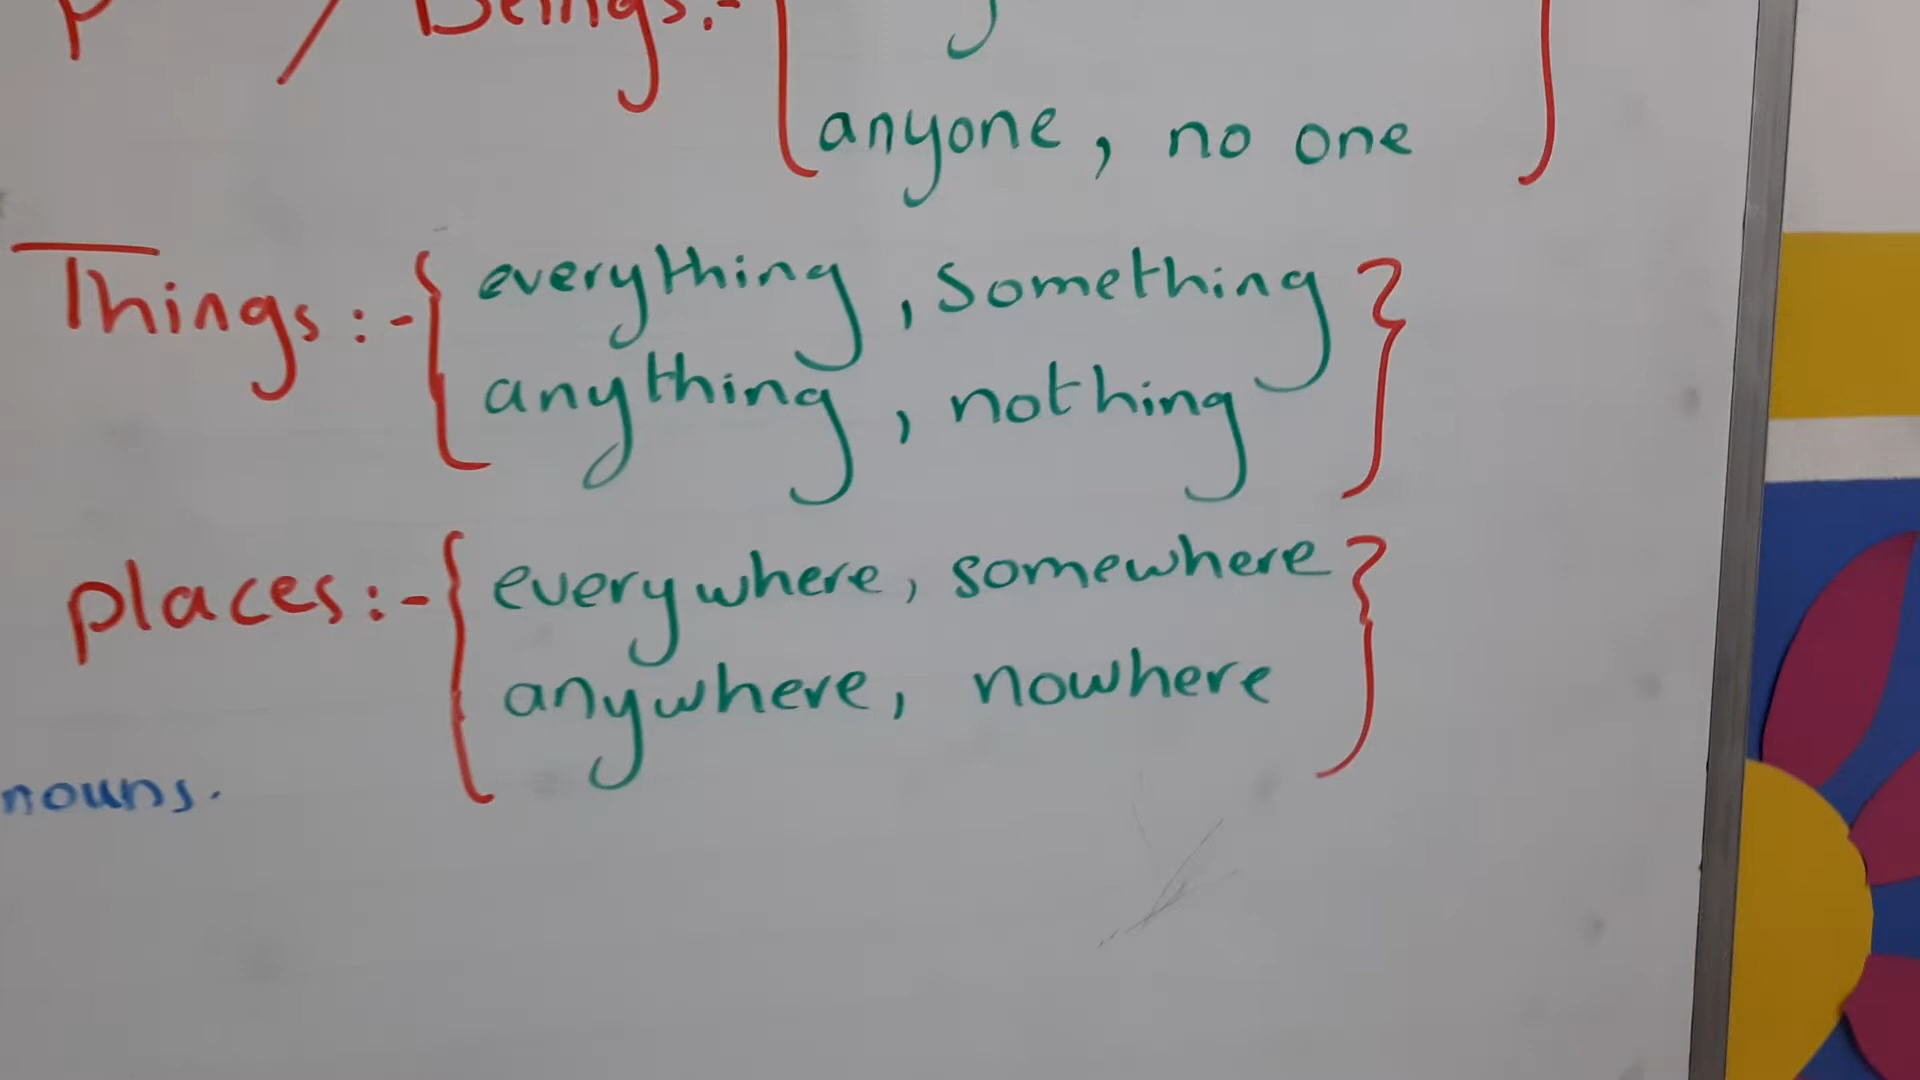 / Beings:-
anyone, no one
Things:- { everything, something
anything, nothing }
places:- { everywhere, somewhere
anywhere, nowhere }
nouns.